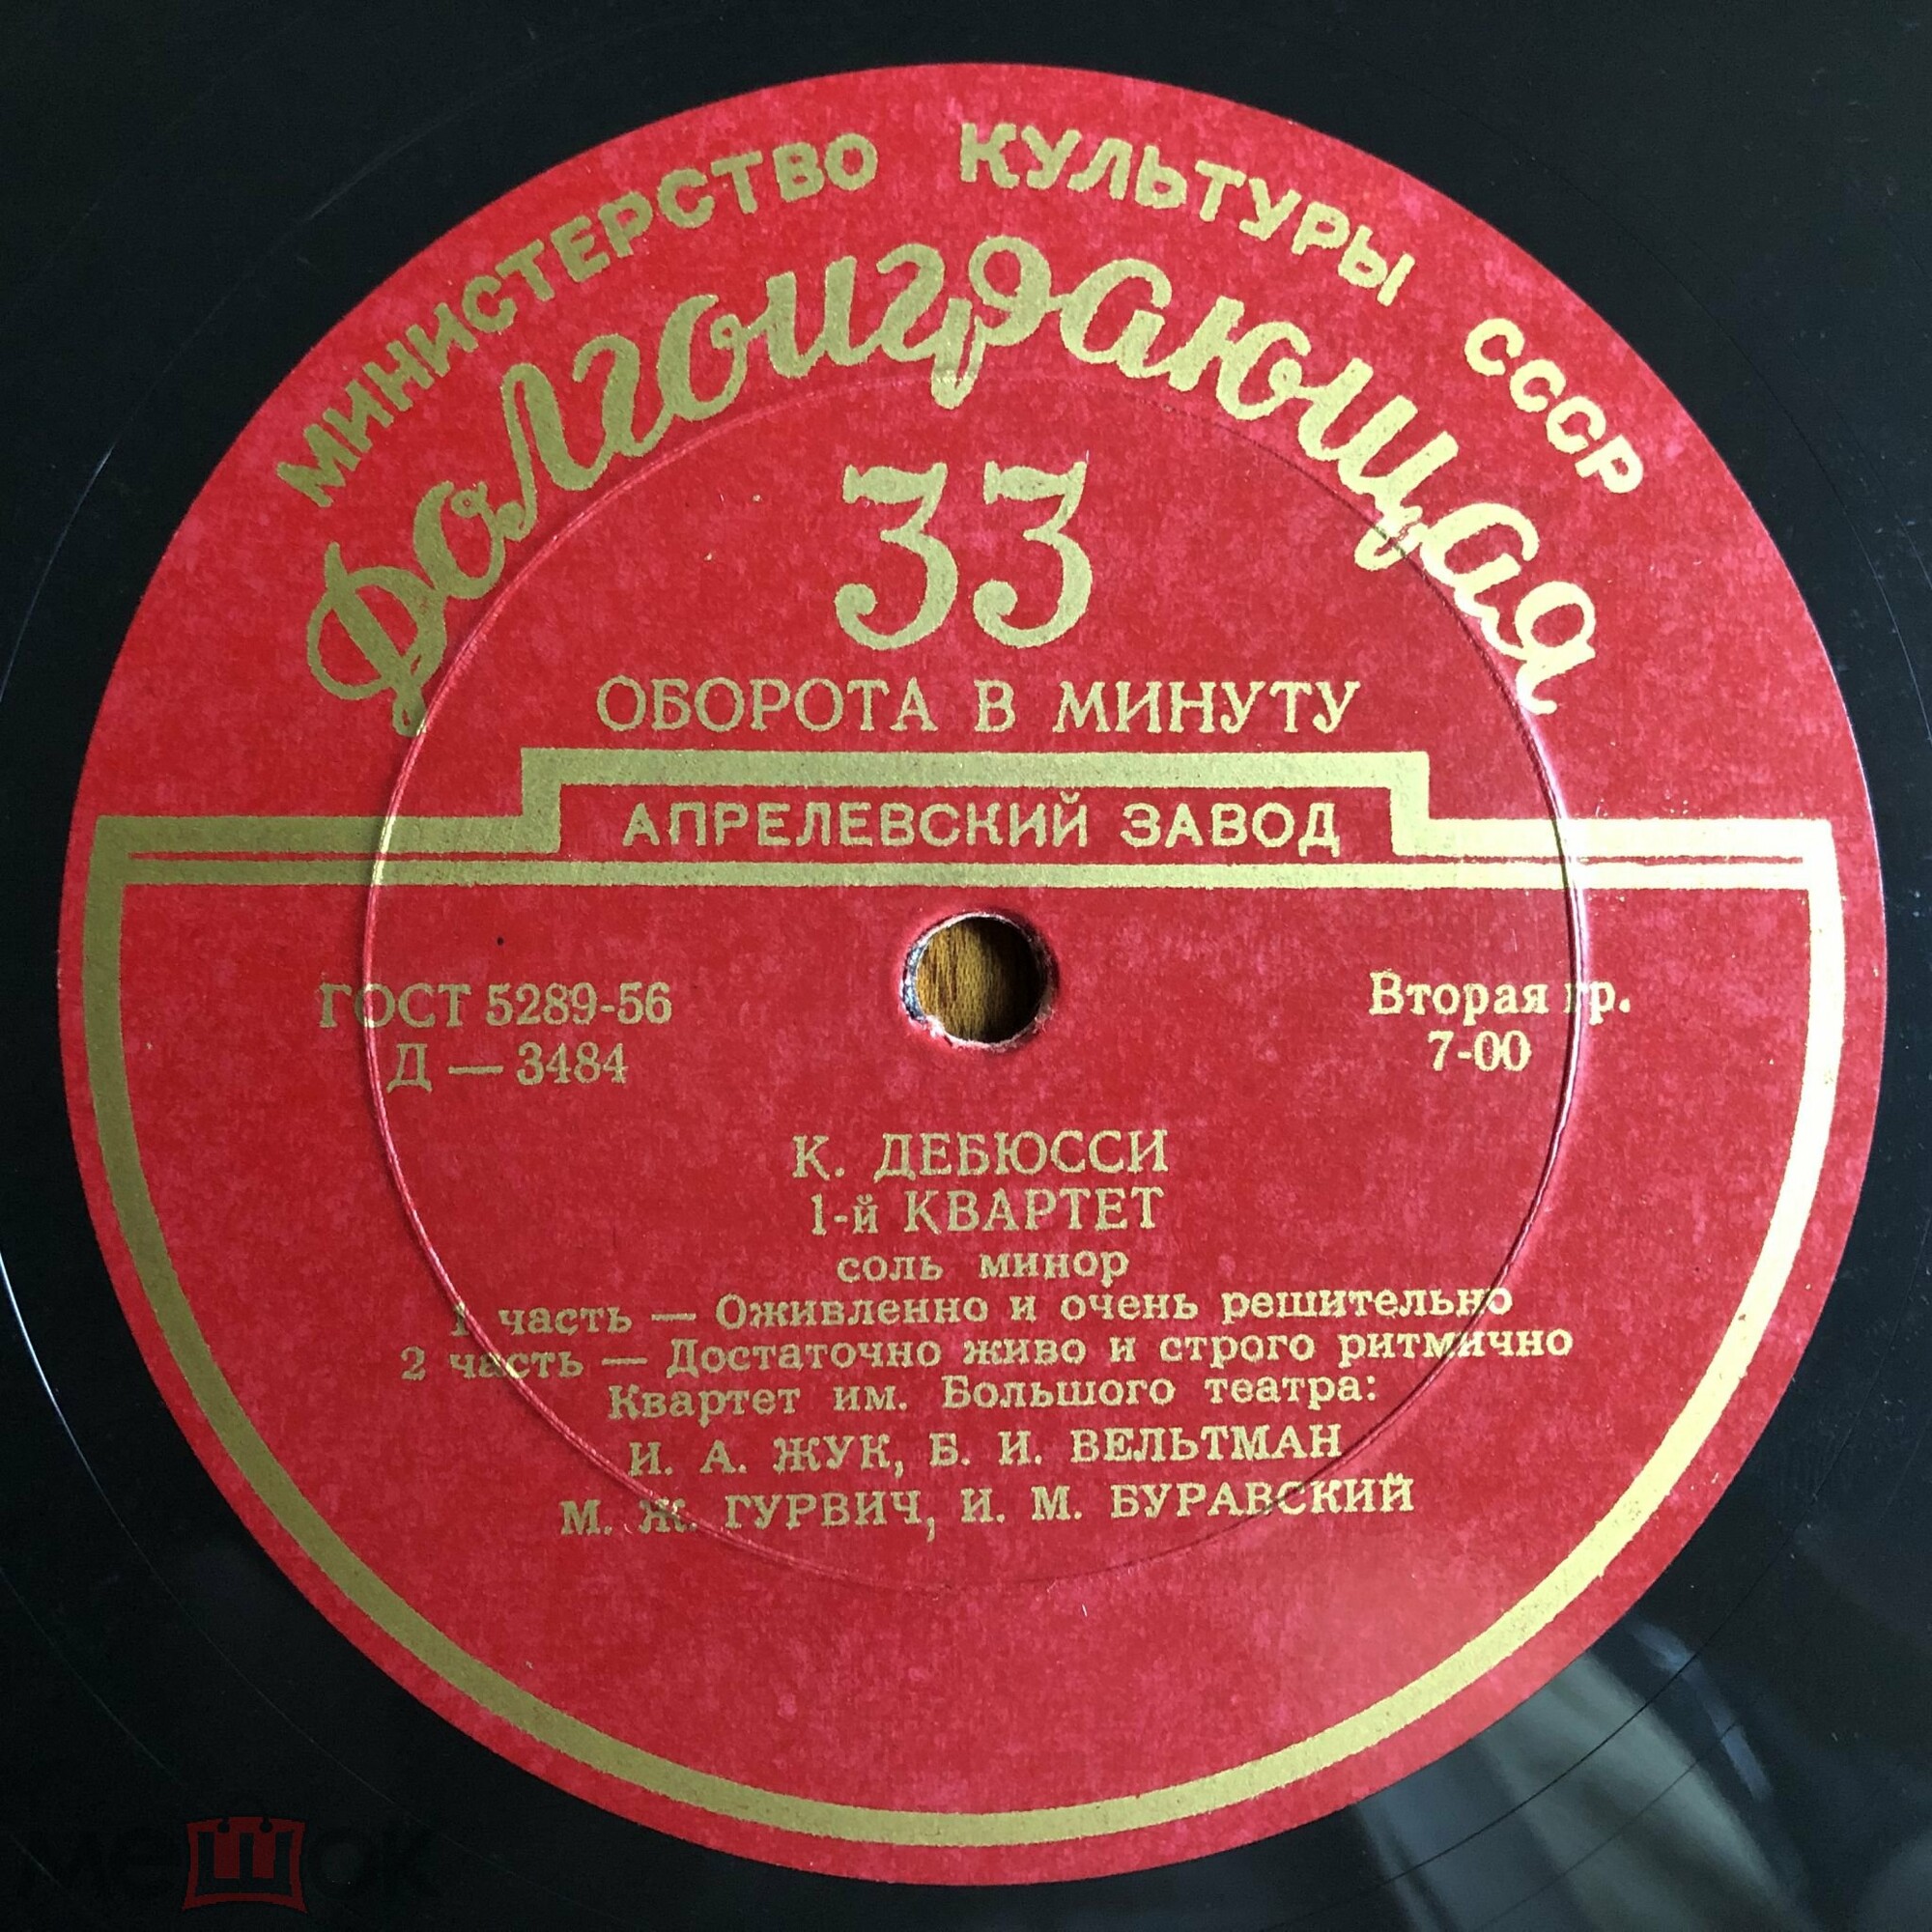 МИНИСТЕРСТВО КУЛЬТУРЫ СССР
Долгоиграющая
33
ОБОРОТА В МИНУТУ
АПРЕЛЕВСКИЙ ЗАВОД
ГОСТ 5289-56
Д — 3484
Вторая гр.
7-00
К. ДЕБЮССИ
1-й КВАРТЕТ
соль минор
1 часть — Оживленно и очень решительно
2 часть — Достаточно живо и строго ритмично
Квартет им. Большого театра:
И. А. ЖУК, Б. И. ВЕЛЬТМАН
М. Ж. ГУРВИЧ, И. М. БУРАВСКИЙ
мешок